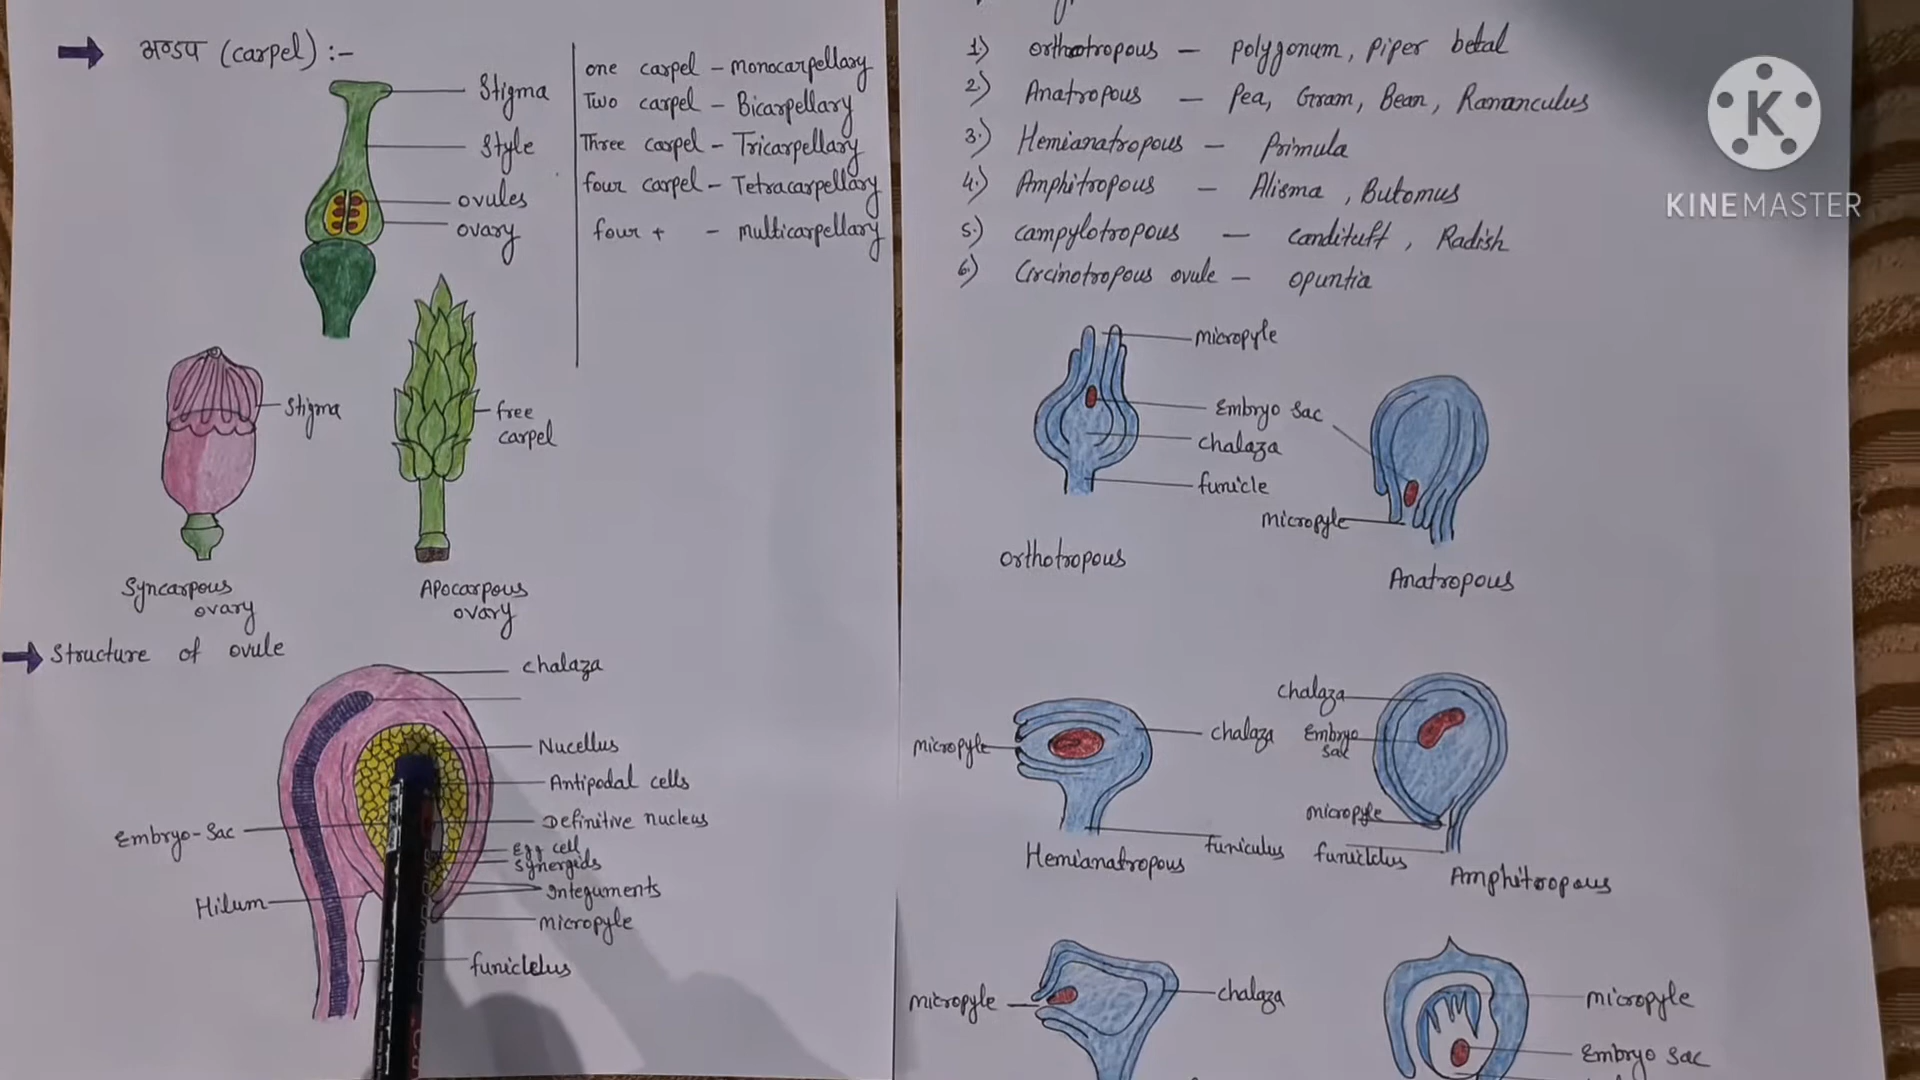 अण्डप (carpel) :-
Stigma
Style
ovules
ovary
one carpel - monocarpellary
Two carpel - Bicarpellary
Three carpel - Tricarpellary
four carpel - Tetracarpellary
four + - multicarpellary
Stigma
free
carpel
Syncarpous
ovary
Apocarpous
ovary
Structure of ovule
Chalaza
Nucellus
Antipodal cells
Definitive nucleus
Egg cell
Synergids
Integuments
micropyle
funiclelus
Embryo-Sac
Hilum
1) orthotropous - polygonum, piper betal
2.) Anatropous - Pea, Gram, Bean, Rananculus
3.) Hemianatropous - Primula
4.) Amphitropous - Alisma, Butomus
5.) campylotropous - Candituft, Radish
6.) Circinotropous ovule - opuntia
micropyle
Embryo Sac
chalaza
funicle
micropyle
Orthotropous
Anatropous
micropyle
chalaza
funiculus
Hemianatropous
Chalaza
Embryo
Sac
micropyle
Amphitropous
micropyle
chalaza
micropyle
Embryo Sac
K
KINEMASTER